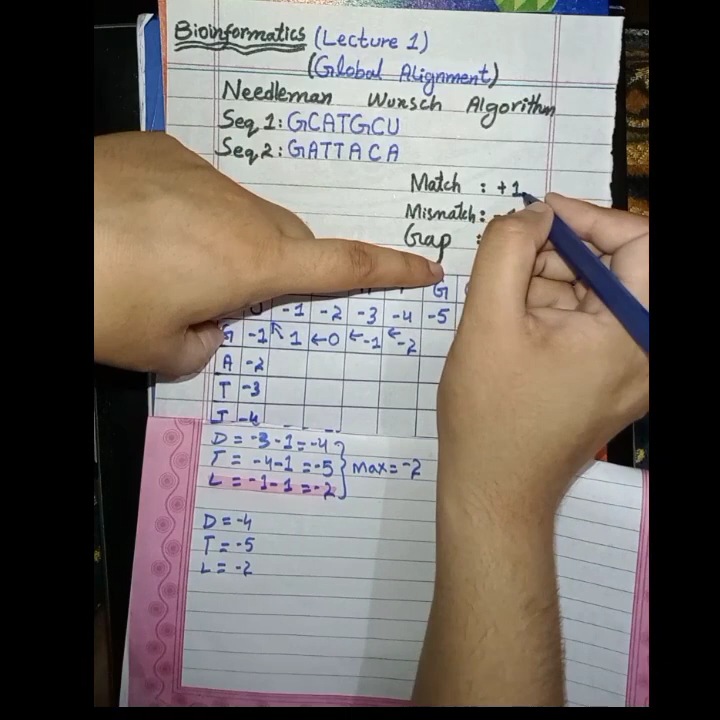 Bioinformatics (Lecture 1)
(Global Alignment)
Needleman Wunsch Algorithm
Seq 1: GCATGCU
Seq 2: GATTACA
Match : +1
Mismatch: -
Gap :
G
-1 -2 -3 -4 -5
G -1 ↖ 1 ←0 ←-1 ←-2
A -2
T -3
T -4
D = -3-1=-4
T = -4-1=-5 } Max=-2
L = -1-1=-2
D = -4
T = -5
L = -2